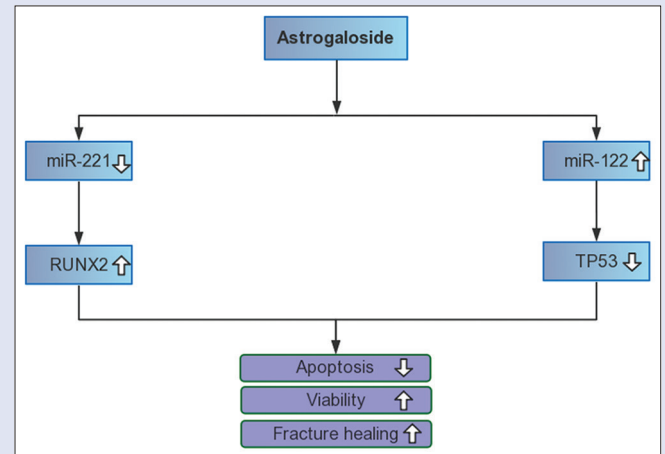 Astrogaloside
miR-221 ⇩
miR-122 ⇧
RUNX2 ⇧
TP53 ⇩
Apoptosis ⇩
Viability ⇧
Fracture healing ⇧